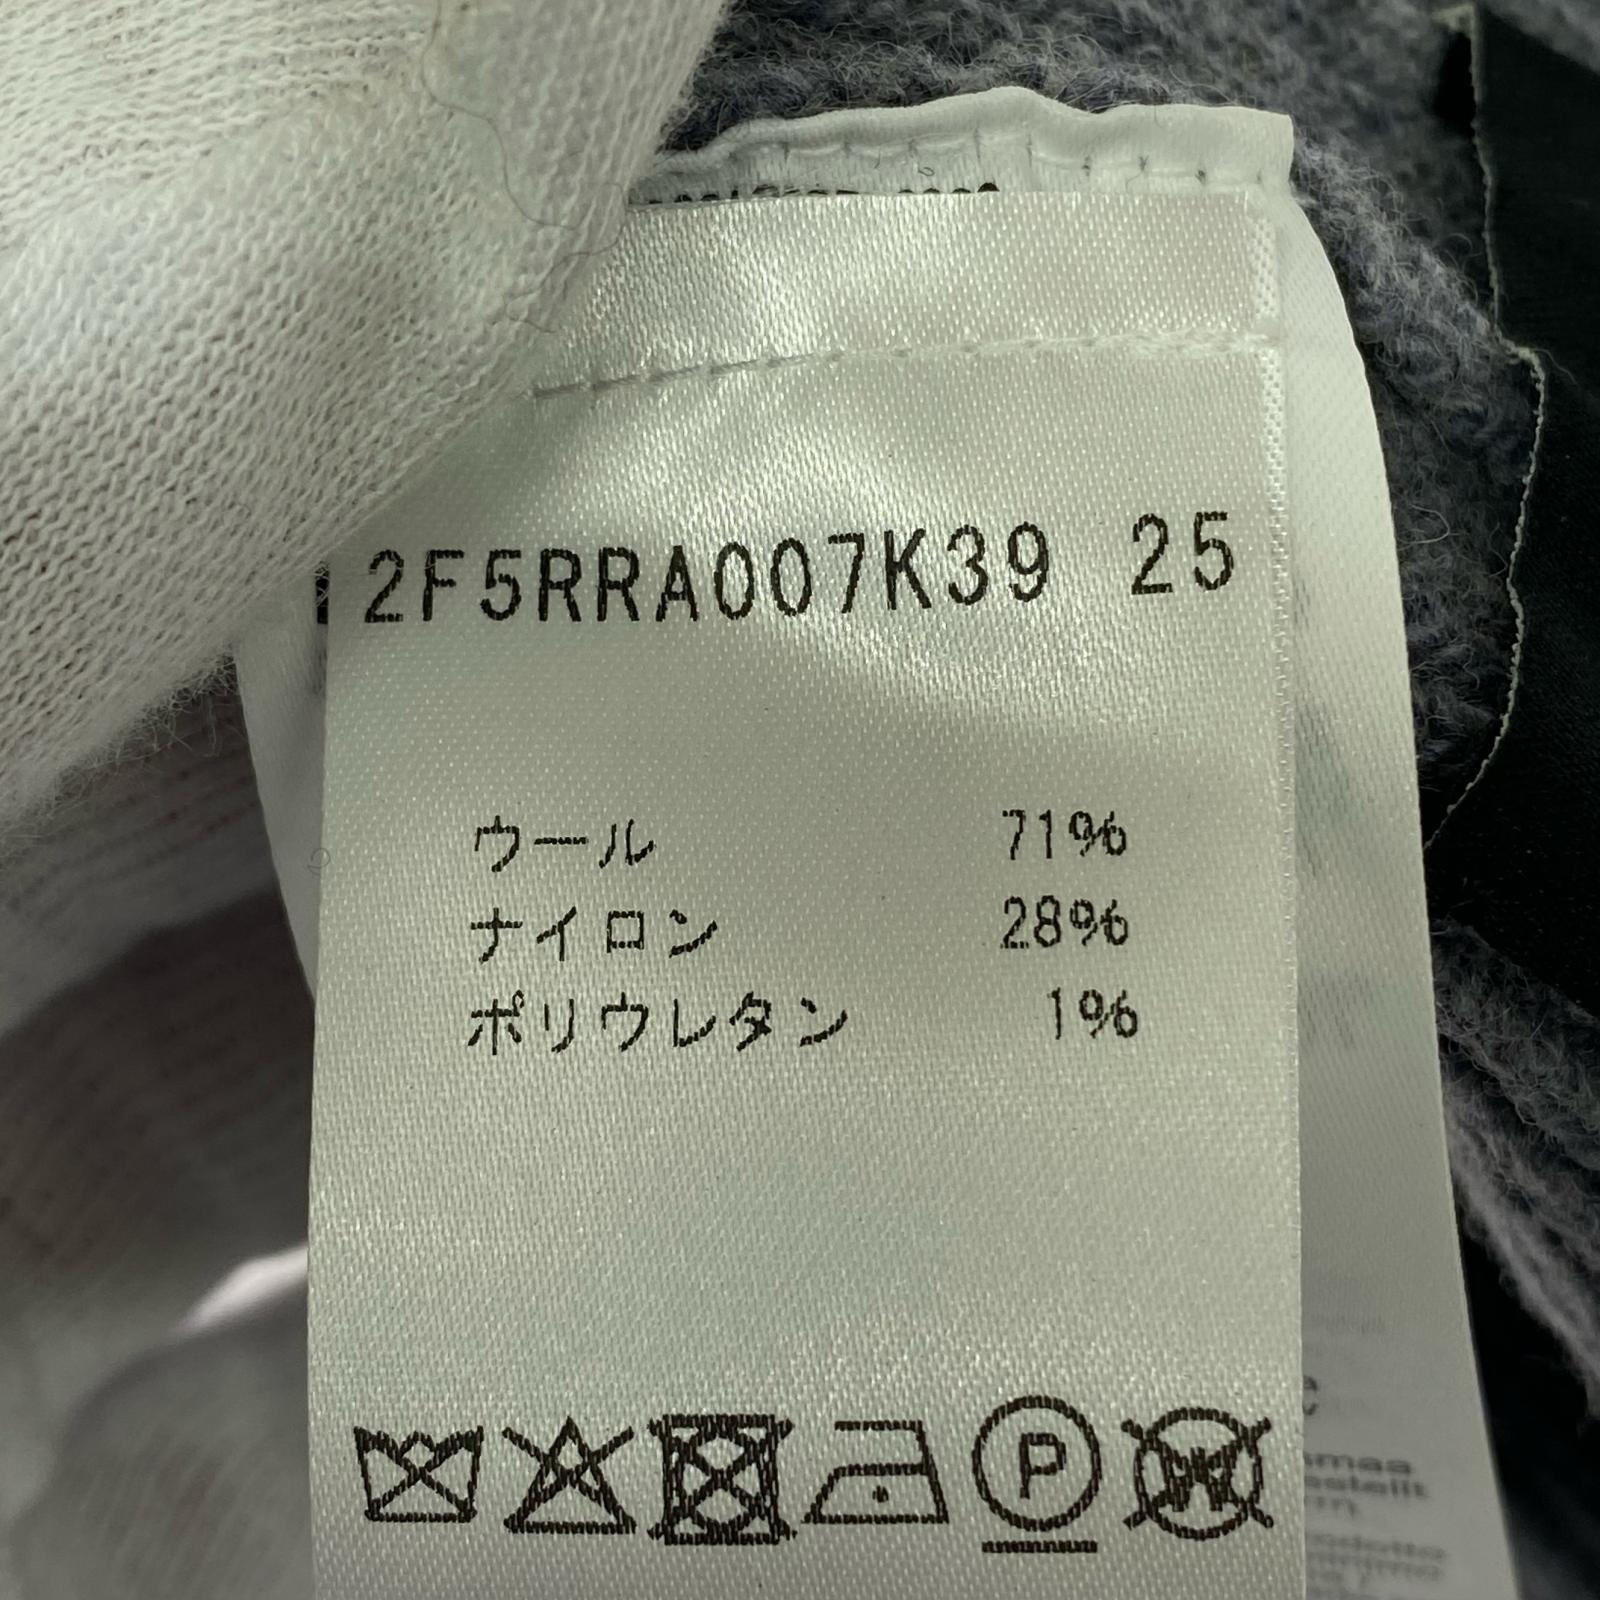 2F5RRA007K39 25
ウール 71%
ナイロン 28%
ポリウレタン 1%
P
W